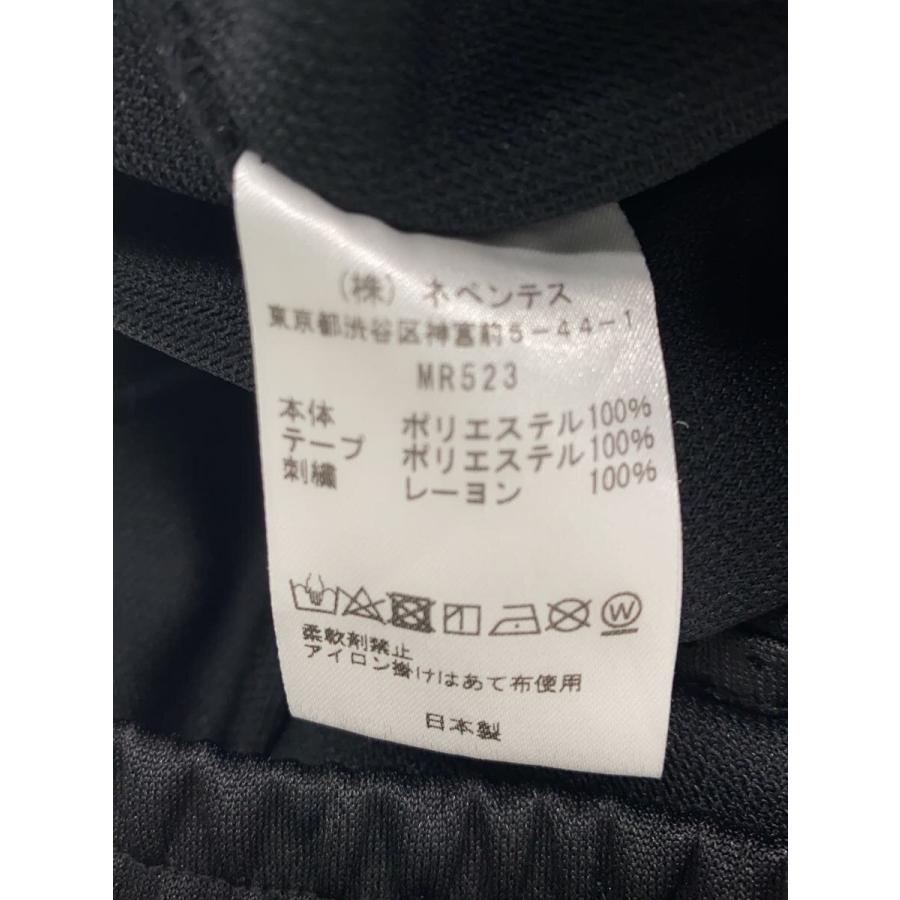 (株) ネペンテス
東京都渋谷区神宮前5-44-1
MR523
本体 ポリエステル100%
テープ ポリエステル100%
刺繍 レーヨン 100%
W
柔軟剤禁止
アイロン掛けはあて布使用
日本製